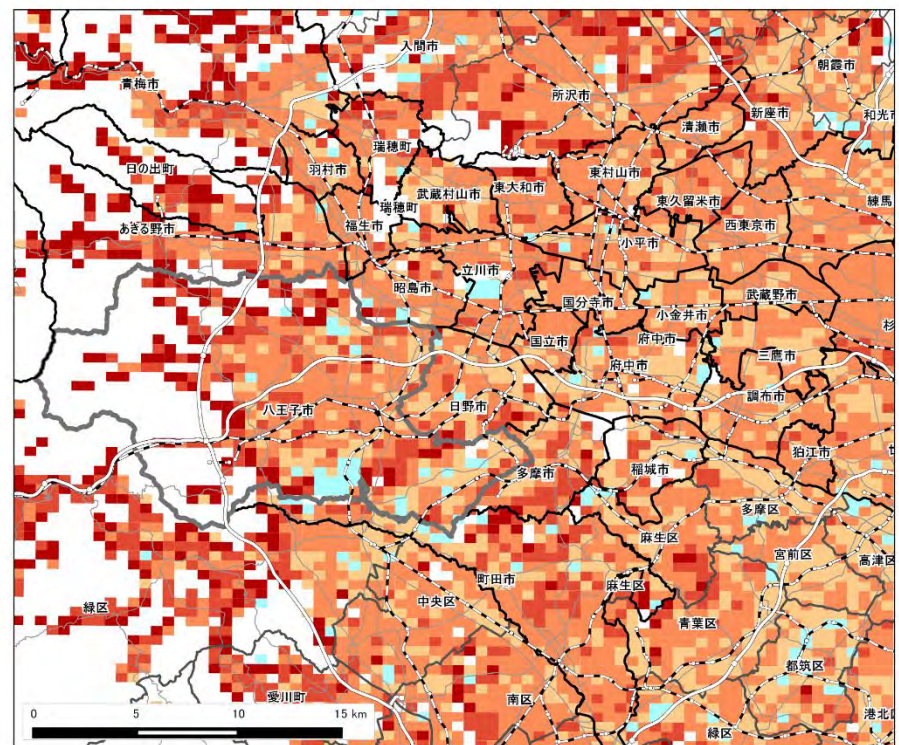 入間市
朝霞市
青梅市
所沢市
新座市
和光市
清瀬市
瑞穂町
日の出町
羽村市
東村山市
武蔵村山市
東大和市
東久留米市
練馬
瑞穂町
福生市
西東京市
あきる野市
小平市
立川市
昭島市
国分寺市
武蔵野市
小金井市
杉
国立市
府中市
三鷹市
府中市
調布市
八王子市
日野市
狛江市
世
多摩市
稲城市
多摩区
麻生区
宮前区
高津区
町田市
麻生区
中央区
緑区
青葉区
都筑区
愛川町
南区
港北区
緑区
0 5 10 15 km